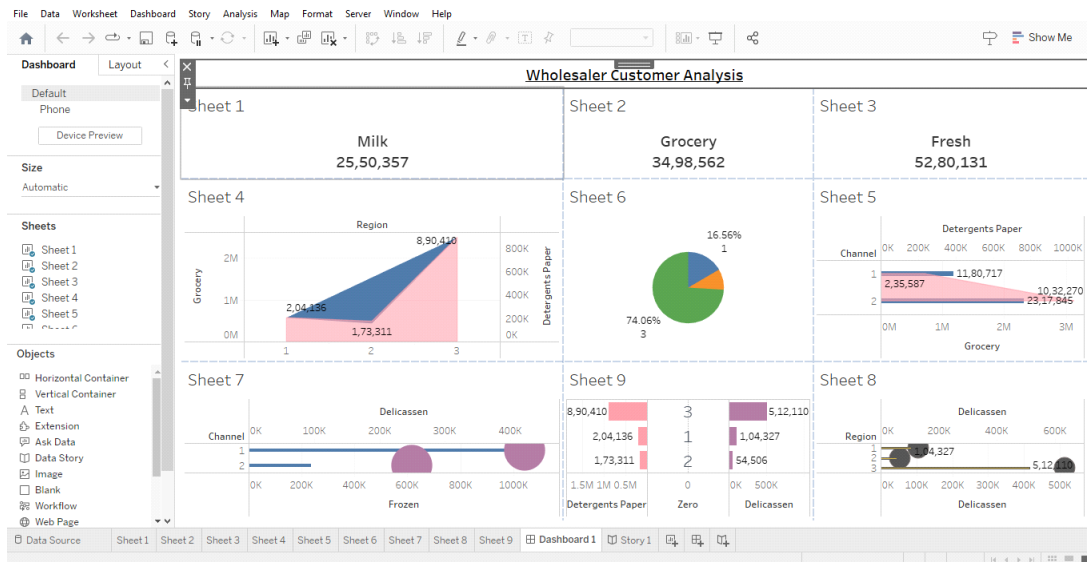 File Data Worksheet Dashboard Story Analysis Map Format Server Window Help
Show Me
Dashboard Layout
Default
Phone
Device Preview
Size
Automatic
Sheets
Sheet 1
Sheet 2
Sheet 3
Sheet 4
Sheet 5
Objects
Horizontal Container
Vertical Container
Text
Extension
Ask Data
Data Story
Image
Blank
Workflow
Web Page
Wholesaler Customer Analysis
Sheet 1
Milk
25,50,357
Sheet 2
Grocery
34,98,562
Sheet 3
Fresh
52,80,131
Sheet 4
Region
Grocery
2M
1M
0M
8,90,410
2,04,136
1,73,311
800K
600K
400K
200K
0K
Detergents Paper
1 2 3
Sheet 6
16.56%
1
74.06%
3
Sheet 5
Detergents Paper
Channel 0K 200K 400K 600K 800K 1000K
1 11,80,717
2,35,587
10,32,270
2 23,17,845
0M 1M 2M 3M
Grocery
Sheet 7
Delicassen
Channel 0K 100K 200K 300K 400K
1
2
0K 200K 400K 600K 800K 1000K
Frozen
Sheet 9
8,90,410 3 5,12,110
2,04,136 1 1,04,327
1,73,311 2 54,506
1.5M 1M 0.5M 0 0K 500K
Detergents Paper Zero Delicassen
Sheet 8
Delicassen
Region 0K 200K 400K 600K
1 1,04,327
2
3 5,12,110
0K 100K 200K 300K 400K 500K
Delicassen
Data Source Sheet 1 Sheet 2 Sheet 3 Sheet 4 Sheet 5 Sheet 6 Sheet 7 Sheet 8 Sheet 9 Dashboard 1 Story 1